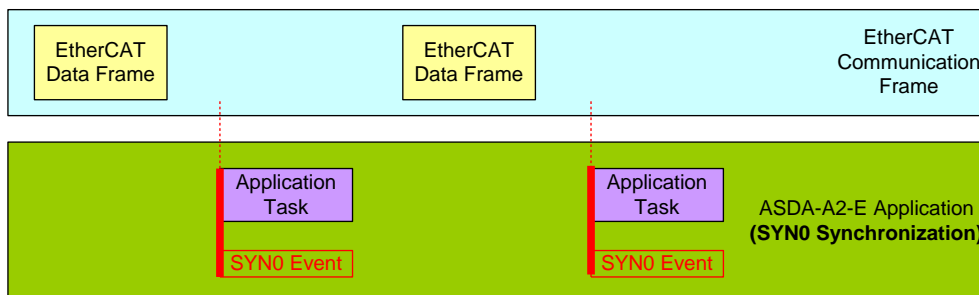 EtherCAT
Data Frame
EtherCAT
Data Frame
EtherCAT
Communication
Frame
Application
Task
Application
Task
ASDA-A2-E Application
(SYN0 Synchronization)
SYN0 Event
SYN0 Event